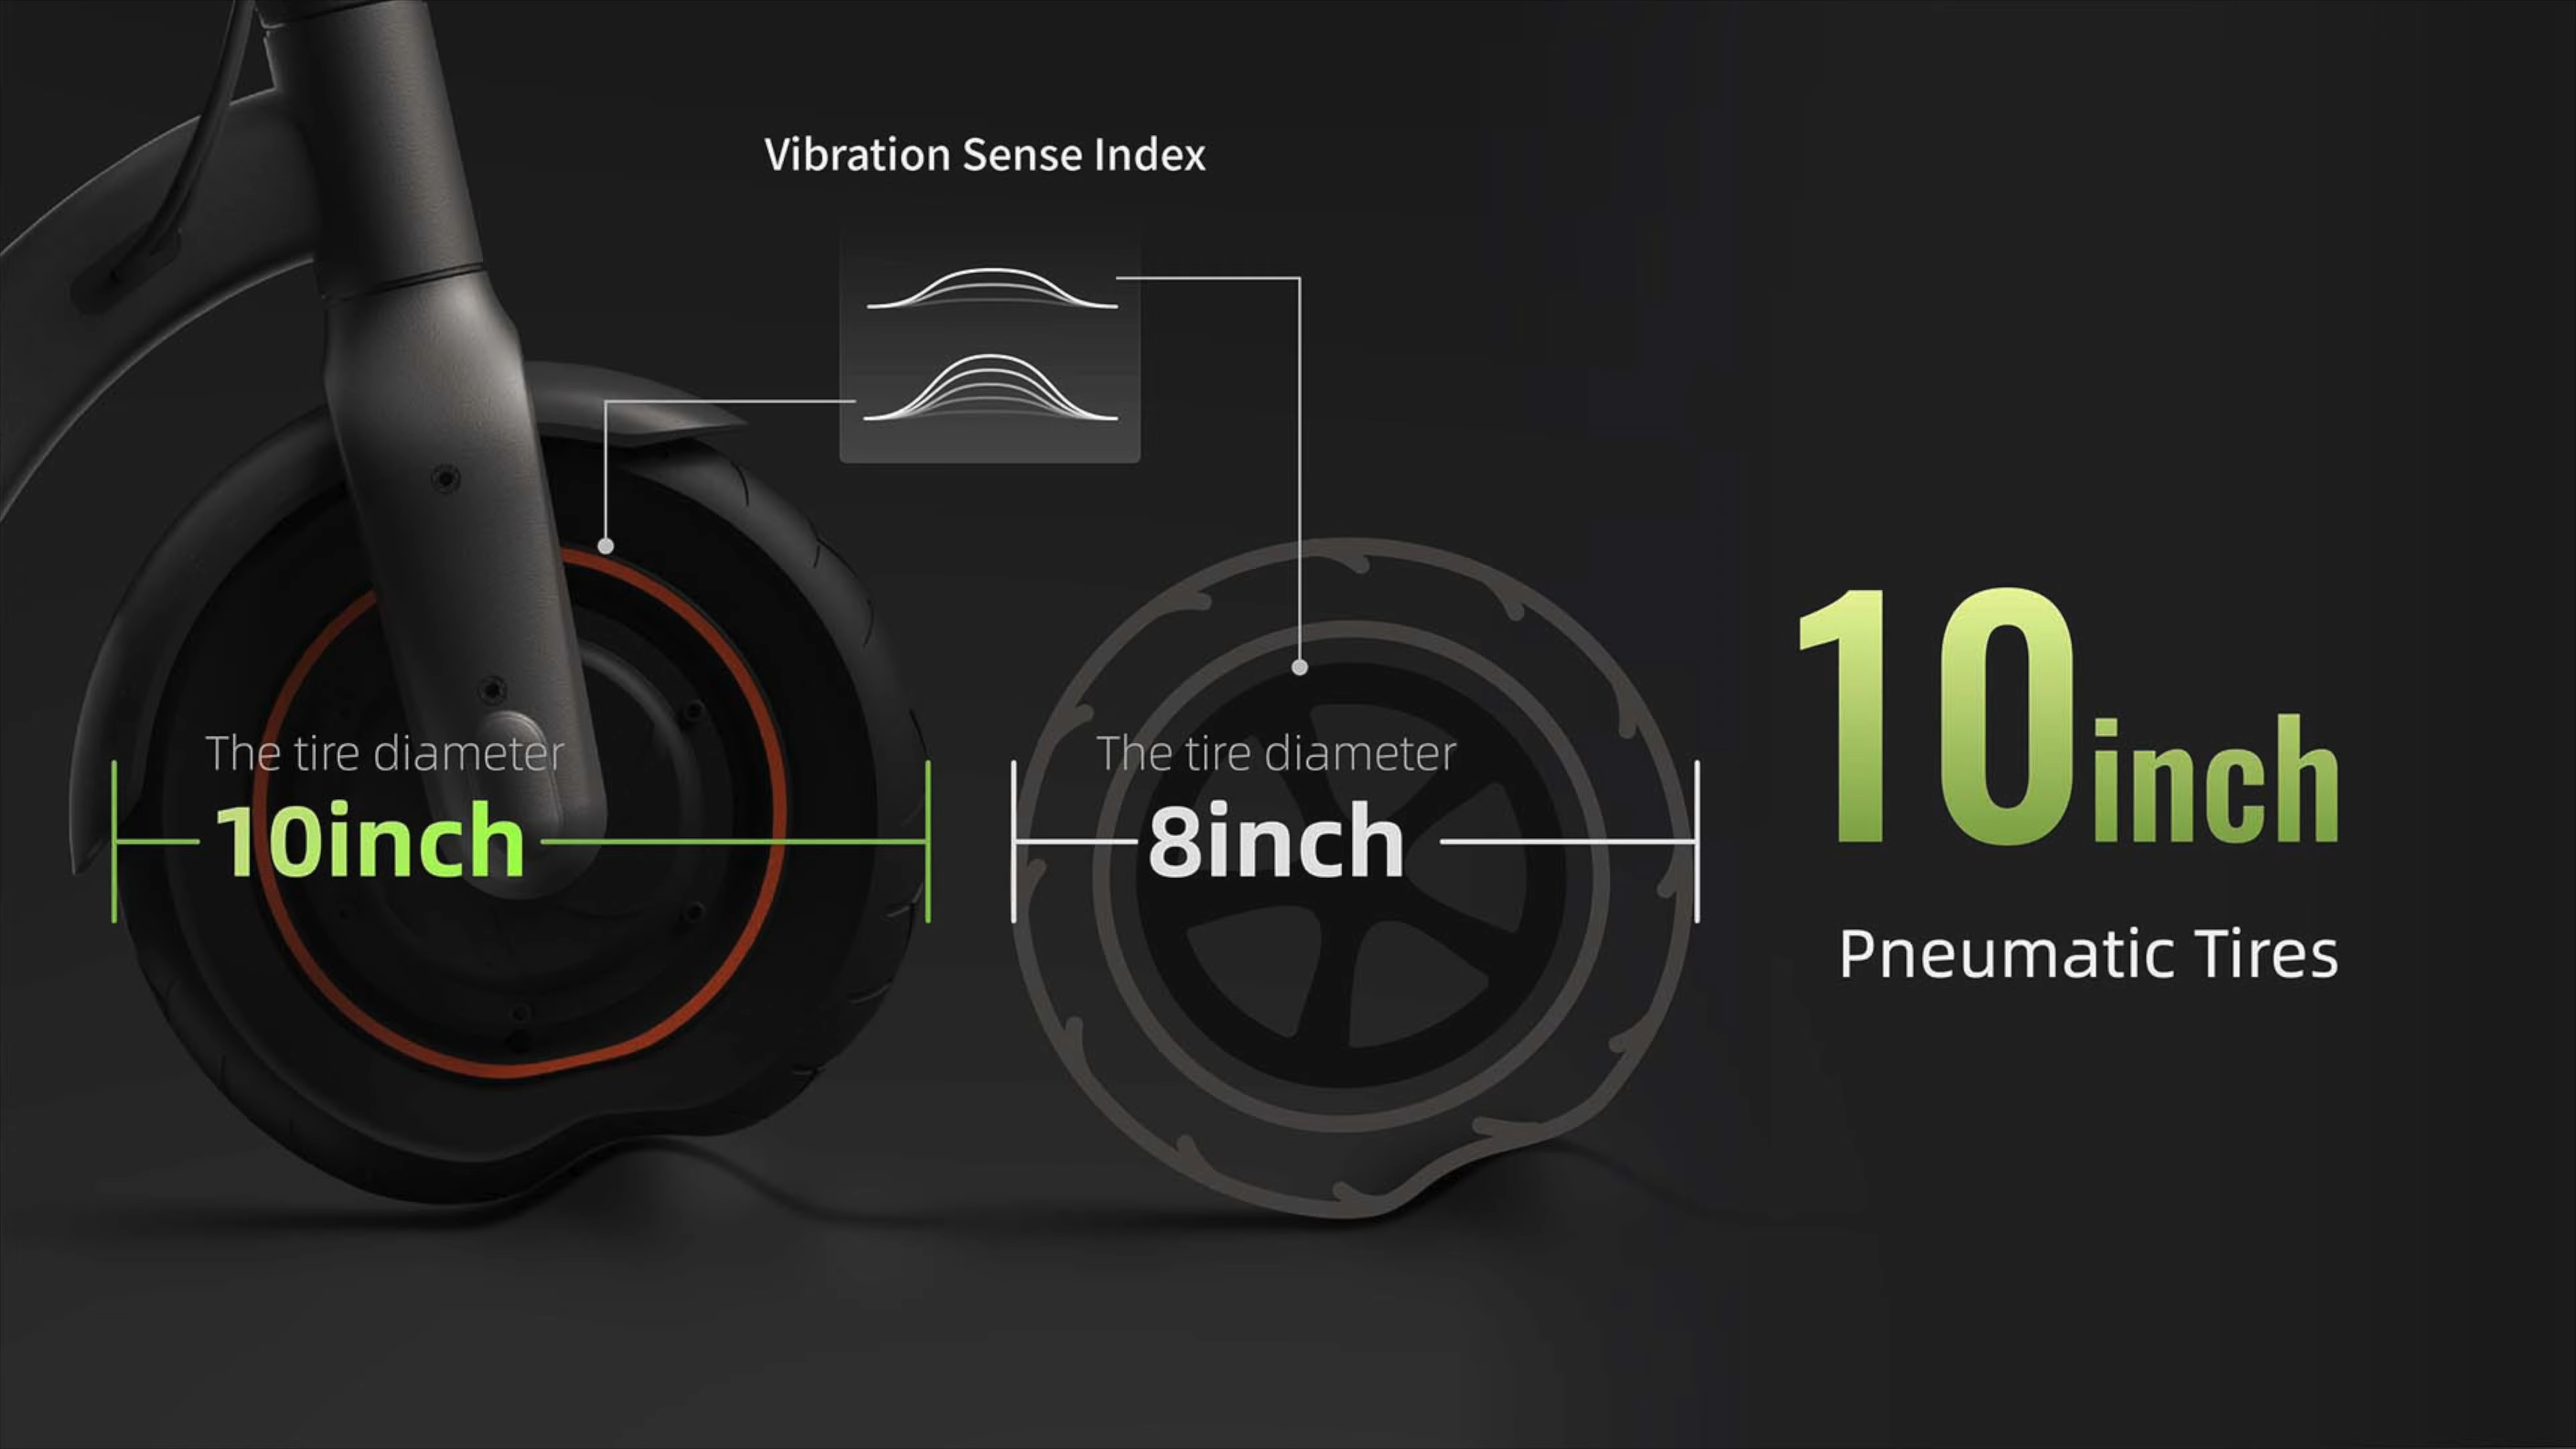 Vibration Sense Index
The tire diameter
10inch
The tire diameter
8inch
10inch
Pneumatic Tires